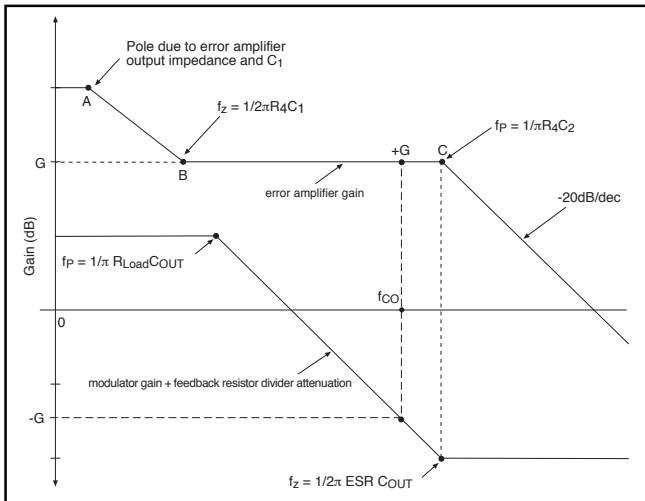 Pole due to error amplifier
output impedance and C1
A
fz = 1/2πR4C1
fP = 1/πR4C2
+G
C
G
B
error amplifier gain
-20dB/dec
Gain (dB)
fP = 1/π RLoadCOUT
fCO
0
modulator gain + feedback resistor divider attenuation
-G
fz = 1/2π ESR COUT